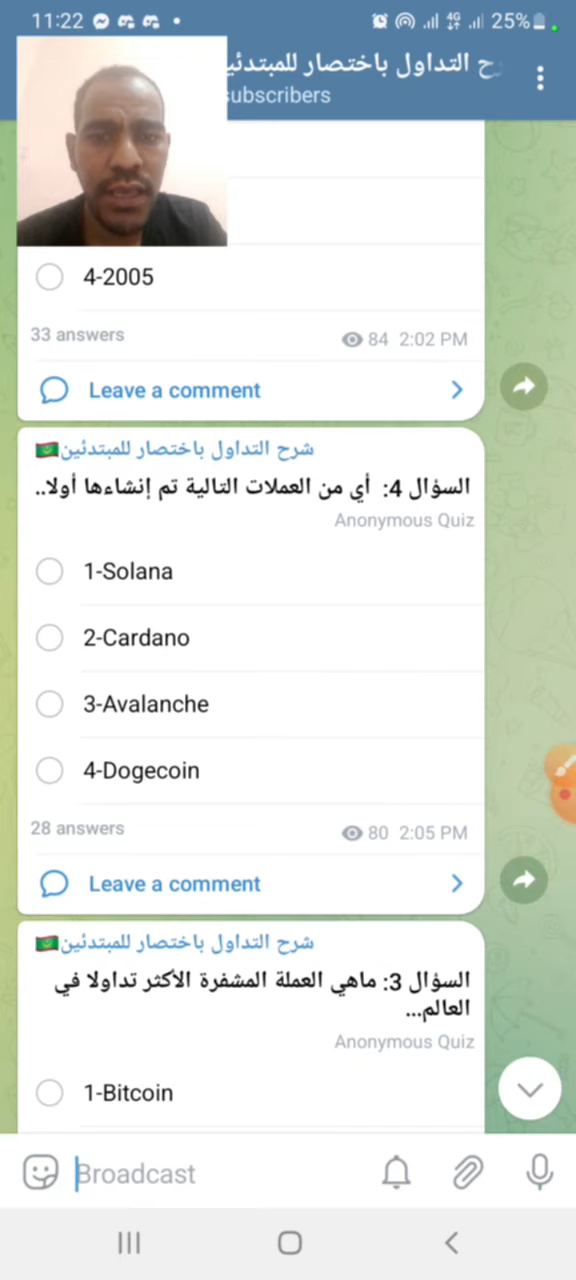 11:22
4G
25%
شرح التداول باختصار للمبتدئي
subscribers
4-2005
33 answers
84 2:02 PM
Leave a comment
شرح التداول باختصار للمبتدئين🇲🇷
السؤال 4: أي من العملات التالية تم إنشاءها أولا..
Anonymous Quiz
1-Solana
2-Cardano
3-Avalanche
4-Dogecoin
28 answers
80 2:05 PM
Leave a comment
شرح التداول باختصار للمبتدئين🇲🇷
السؤال 3: ماهي العملة المشفرة الأكثر تداولا في
العالم...
Anonymous Quiz
1-Bitcoin
Broadcast